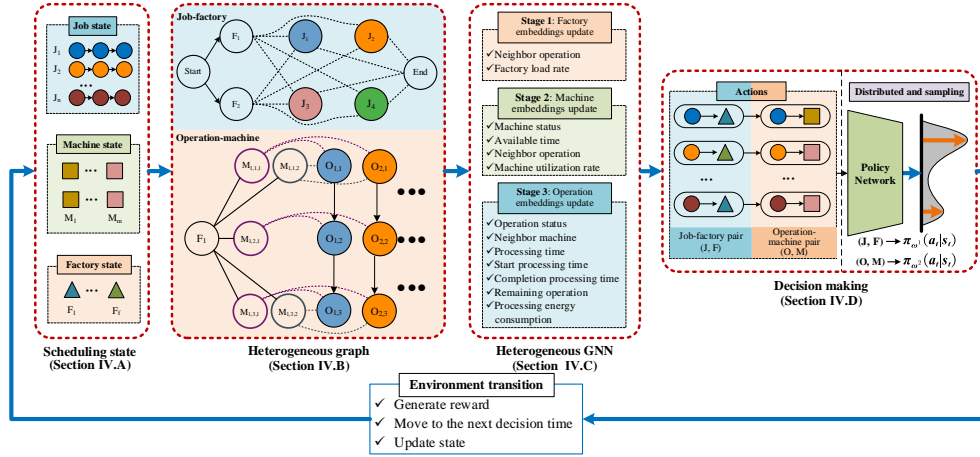 Job state
J1
J2
...
Jn
Machine state
...
...
M1 Mm
Factory state
...
F1 Ff
Scheduling state
(Section IV.A)
Job-factory
Start
F1
F2
J1
J2
J3
J4
End
Operation-machine
M1,1,1
M1,1,2
O1,1
O2,1
...
F1
M1,2,1
O1,2
O2,2
...
M1,3,1
M1,3,2
O1,3
O2,3
...
Heterogeneous graph
(Section IV.B)
Stage 1: Factory
embeddings update
✓Neighbor operation
✓Factory load rate
Stage 2: Machine
embeddings update
✓Machine status
✓Available time
✓Neighbor operation
✓Machine utilization rate
Stage 3: Operation
embeddings update
✓Operation status
✓Neighbor machine
✓Processing time
✓Start processing time
✓Completion processing time
✓Remaining operation
✓Processing energy
consumption
Heterogeneous GNN
(Section IV.C)
Actions
... ...
Job-factory pair
(J, F)
Operation-
machine pair
(O, M)
Distributed and sampling
Policy
Network
(J, F) → πω1(at|st)
(O, M) → πω2(at|st)
Decision making
(Section IV.D)
Environment transition
✓ Generate reward
✓ Move to the next decision time
✓ Update state